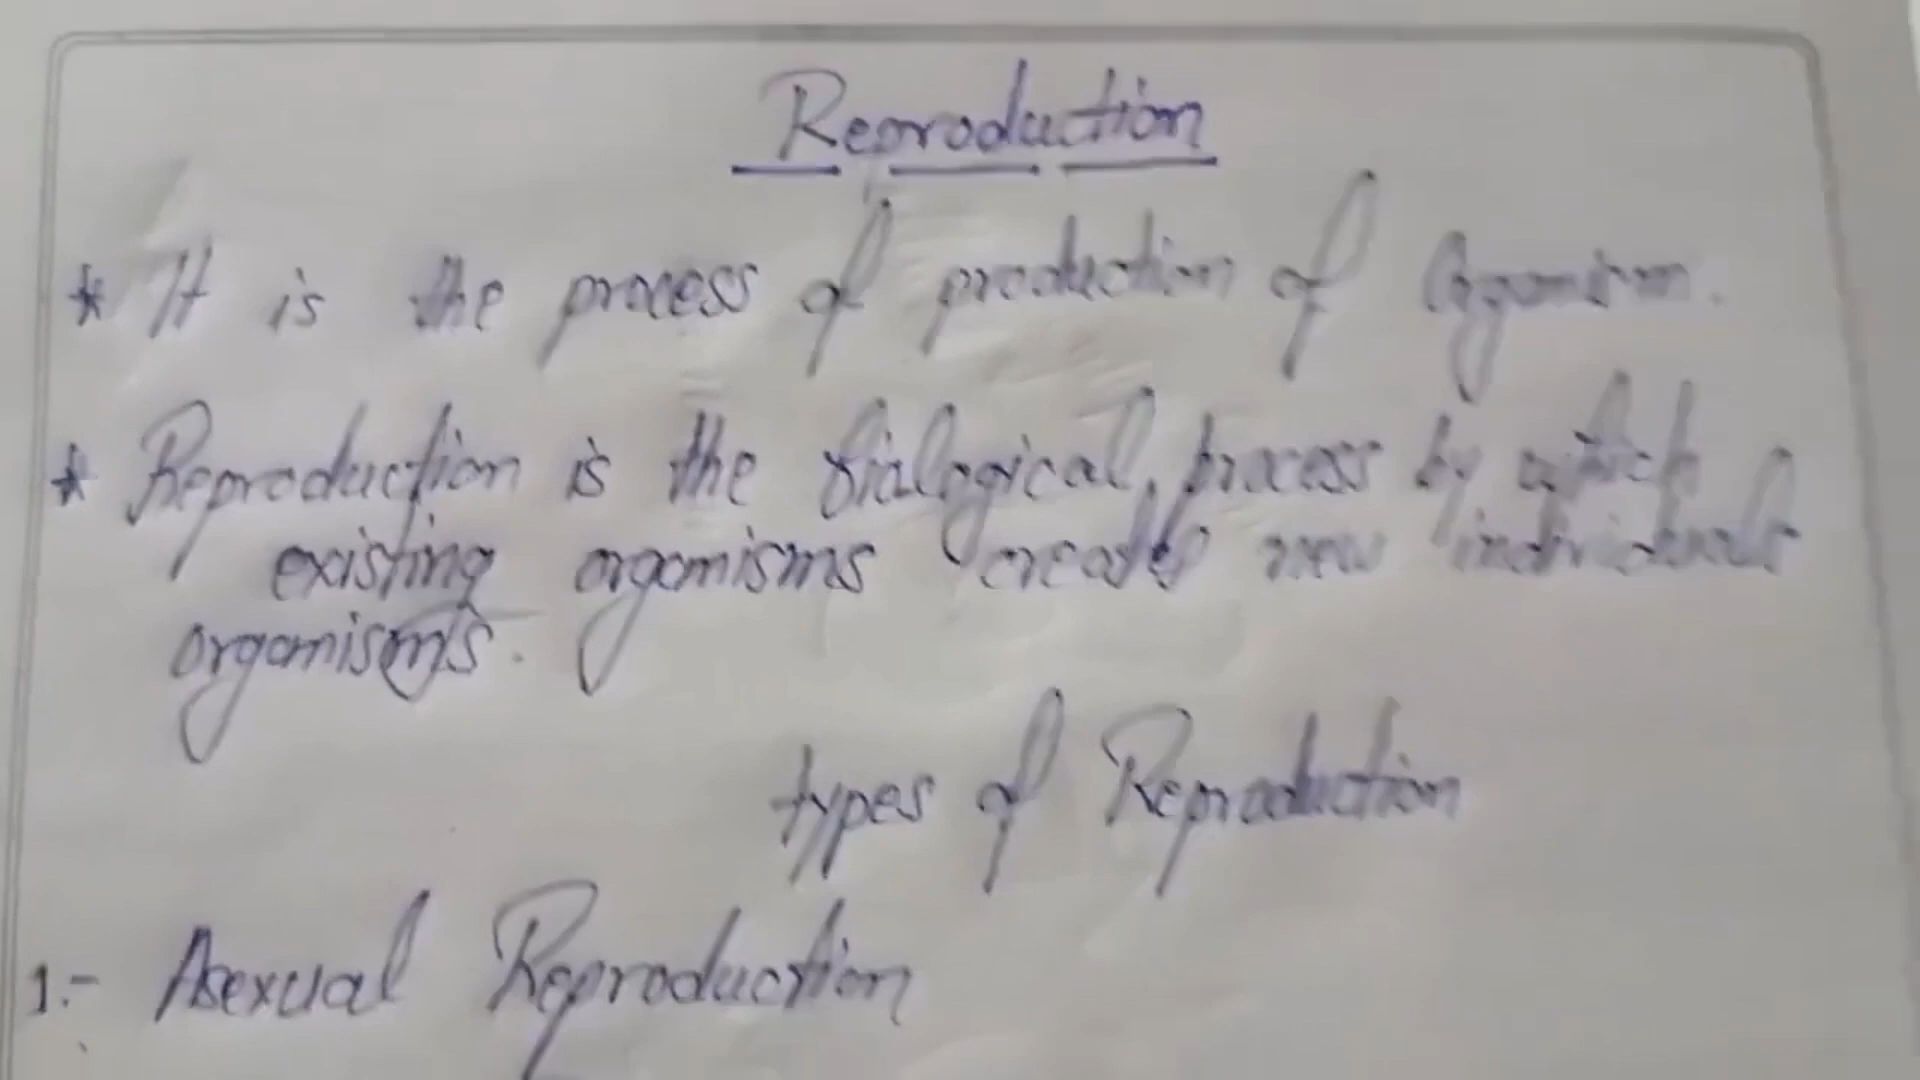 Reproduction
* It is the process of production of Organism.
* Reproduction is the biological process by which
existing organisms creates new individuals
organisms.
types of Reproduction
1:- Asexual Reproduction